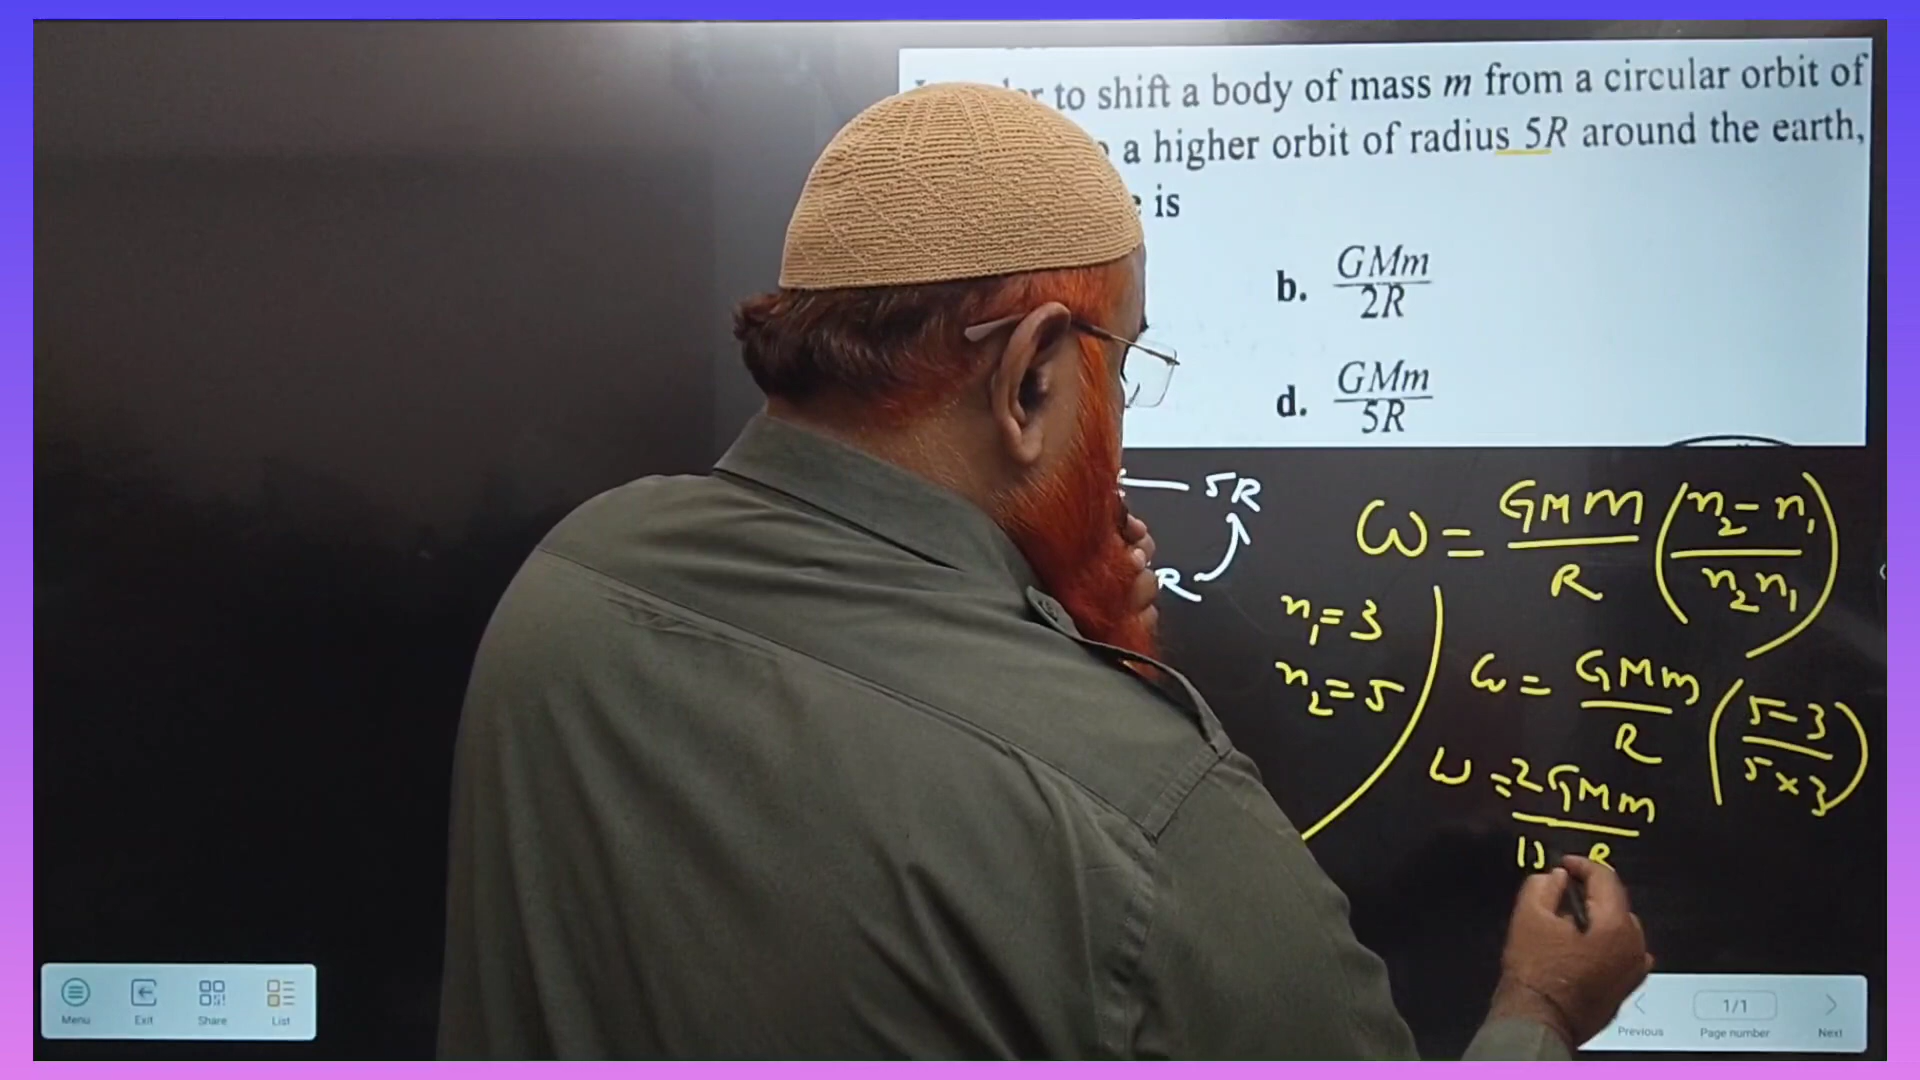 to shift a body of mass m from a circular orbit of
a higher orbit of radius 5R around the earth,
is
b. GMm/2R
d. GMm/5R
5R
R
ω = GMm/R (n₂ - n₁/n₂n₁)
n₁ = 3
n₂ = 5
ω = GMm/R (5-3/5×3)
ω = 2GMm/15 R
Menu Exit Share List
Previous 1/1 Page number Next